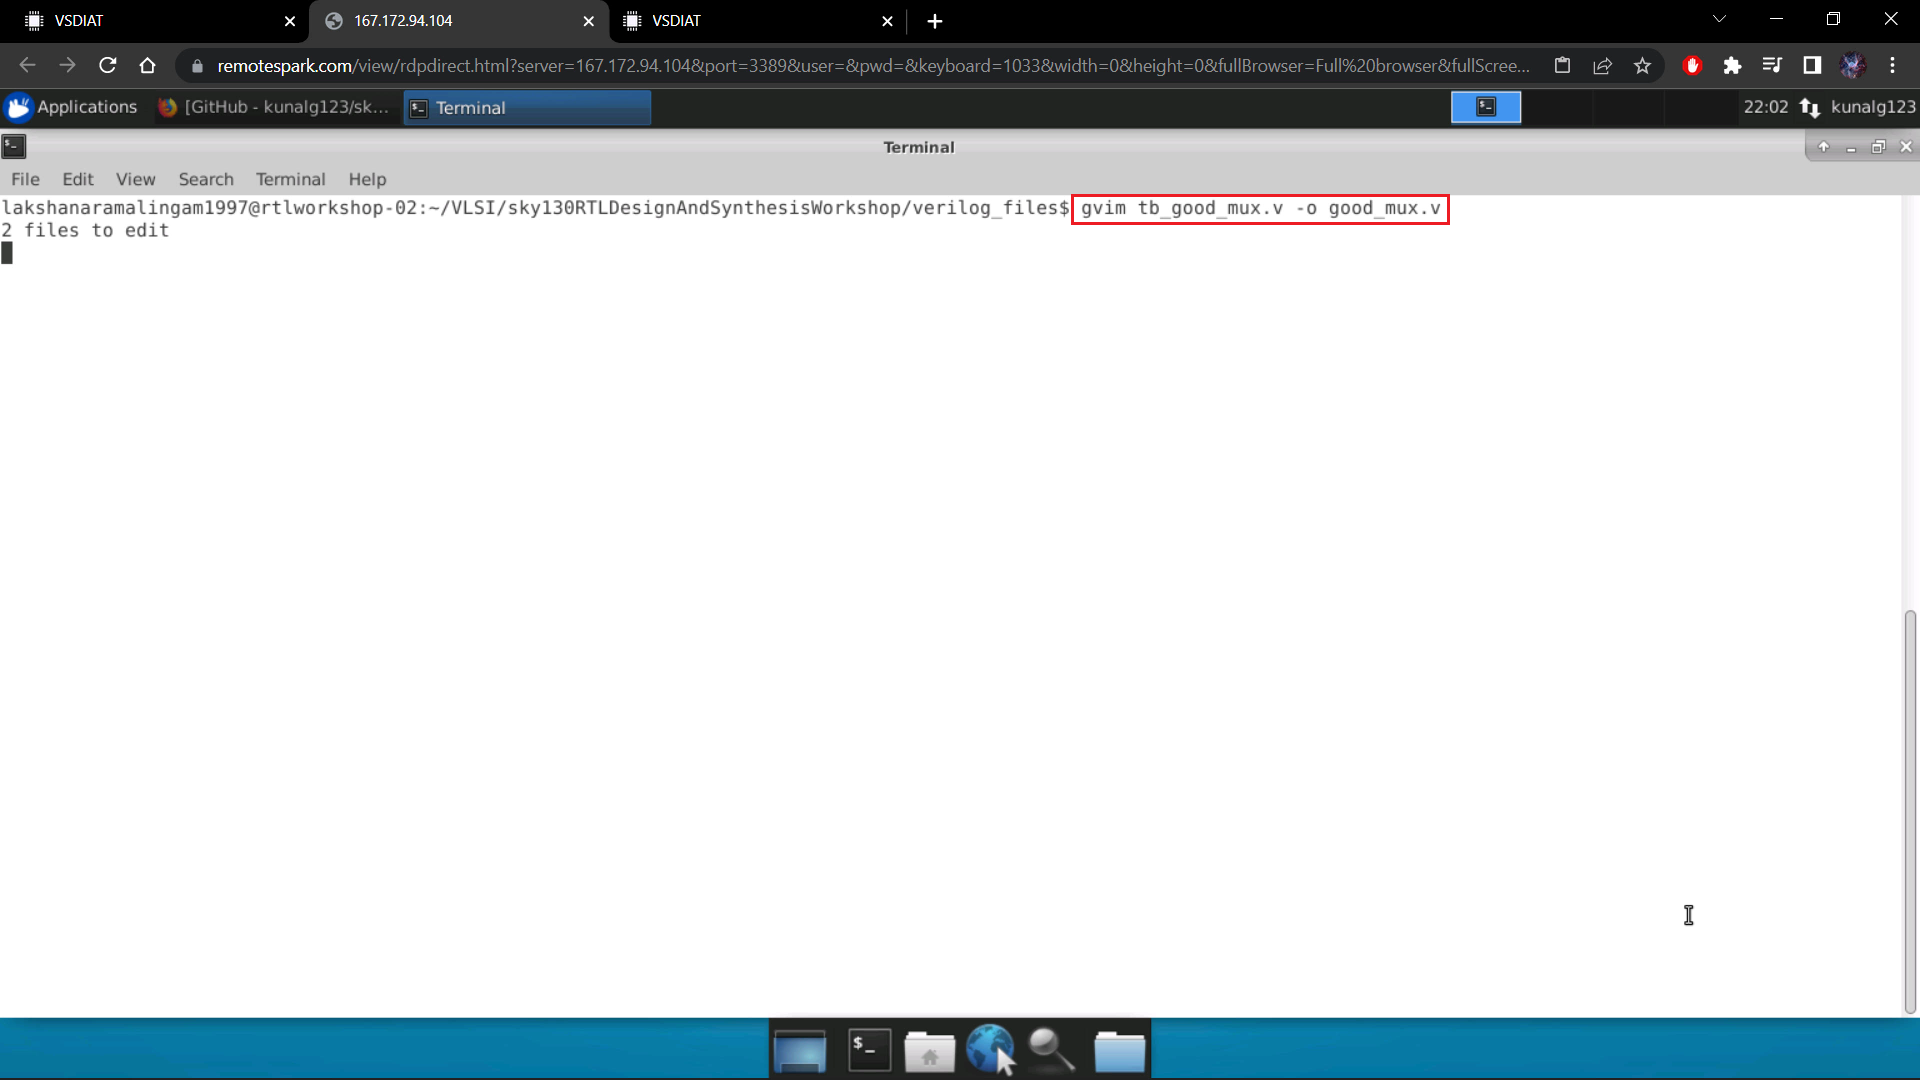 VSDIAT
167.172.94.104
VSDIAT
remotespark.com/view/rdpdirect.html?server=167.172.94.104&port=3389&user=&pwd=&keyboard=1033&width=0&height=0&fullBrowser=Full%20browser&fullScree...
Applications
[GitHub - kunalg123/sk...
Terminal
22:02
kunalg123
Terminal
File Edit View Search Terminal Help
lakshanaramalingam1997@rtlworkshop-02:~/VLSI/sky130RTLDesignAndSynthesisWorkshop/verilog_files$ gvim tb_good_mux.v -o good_mux.v
2 files to edit